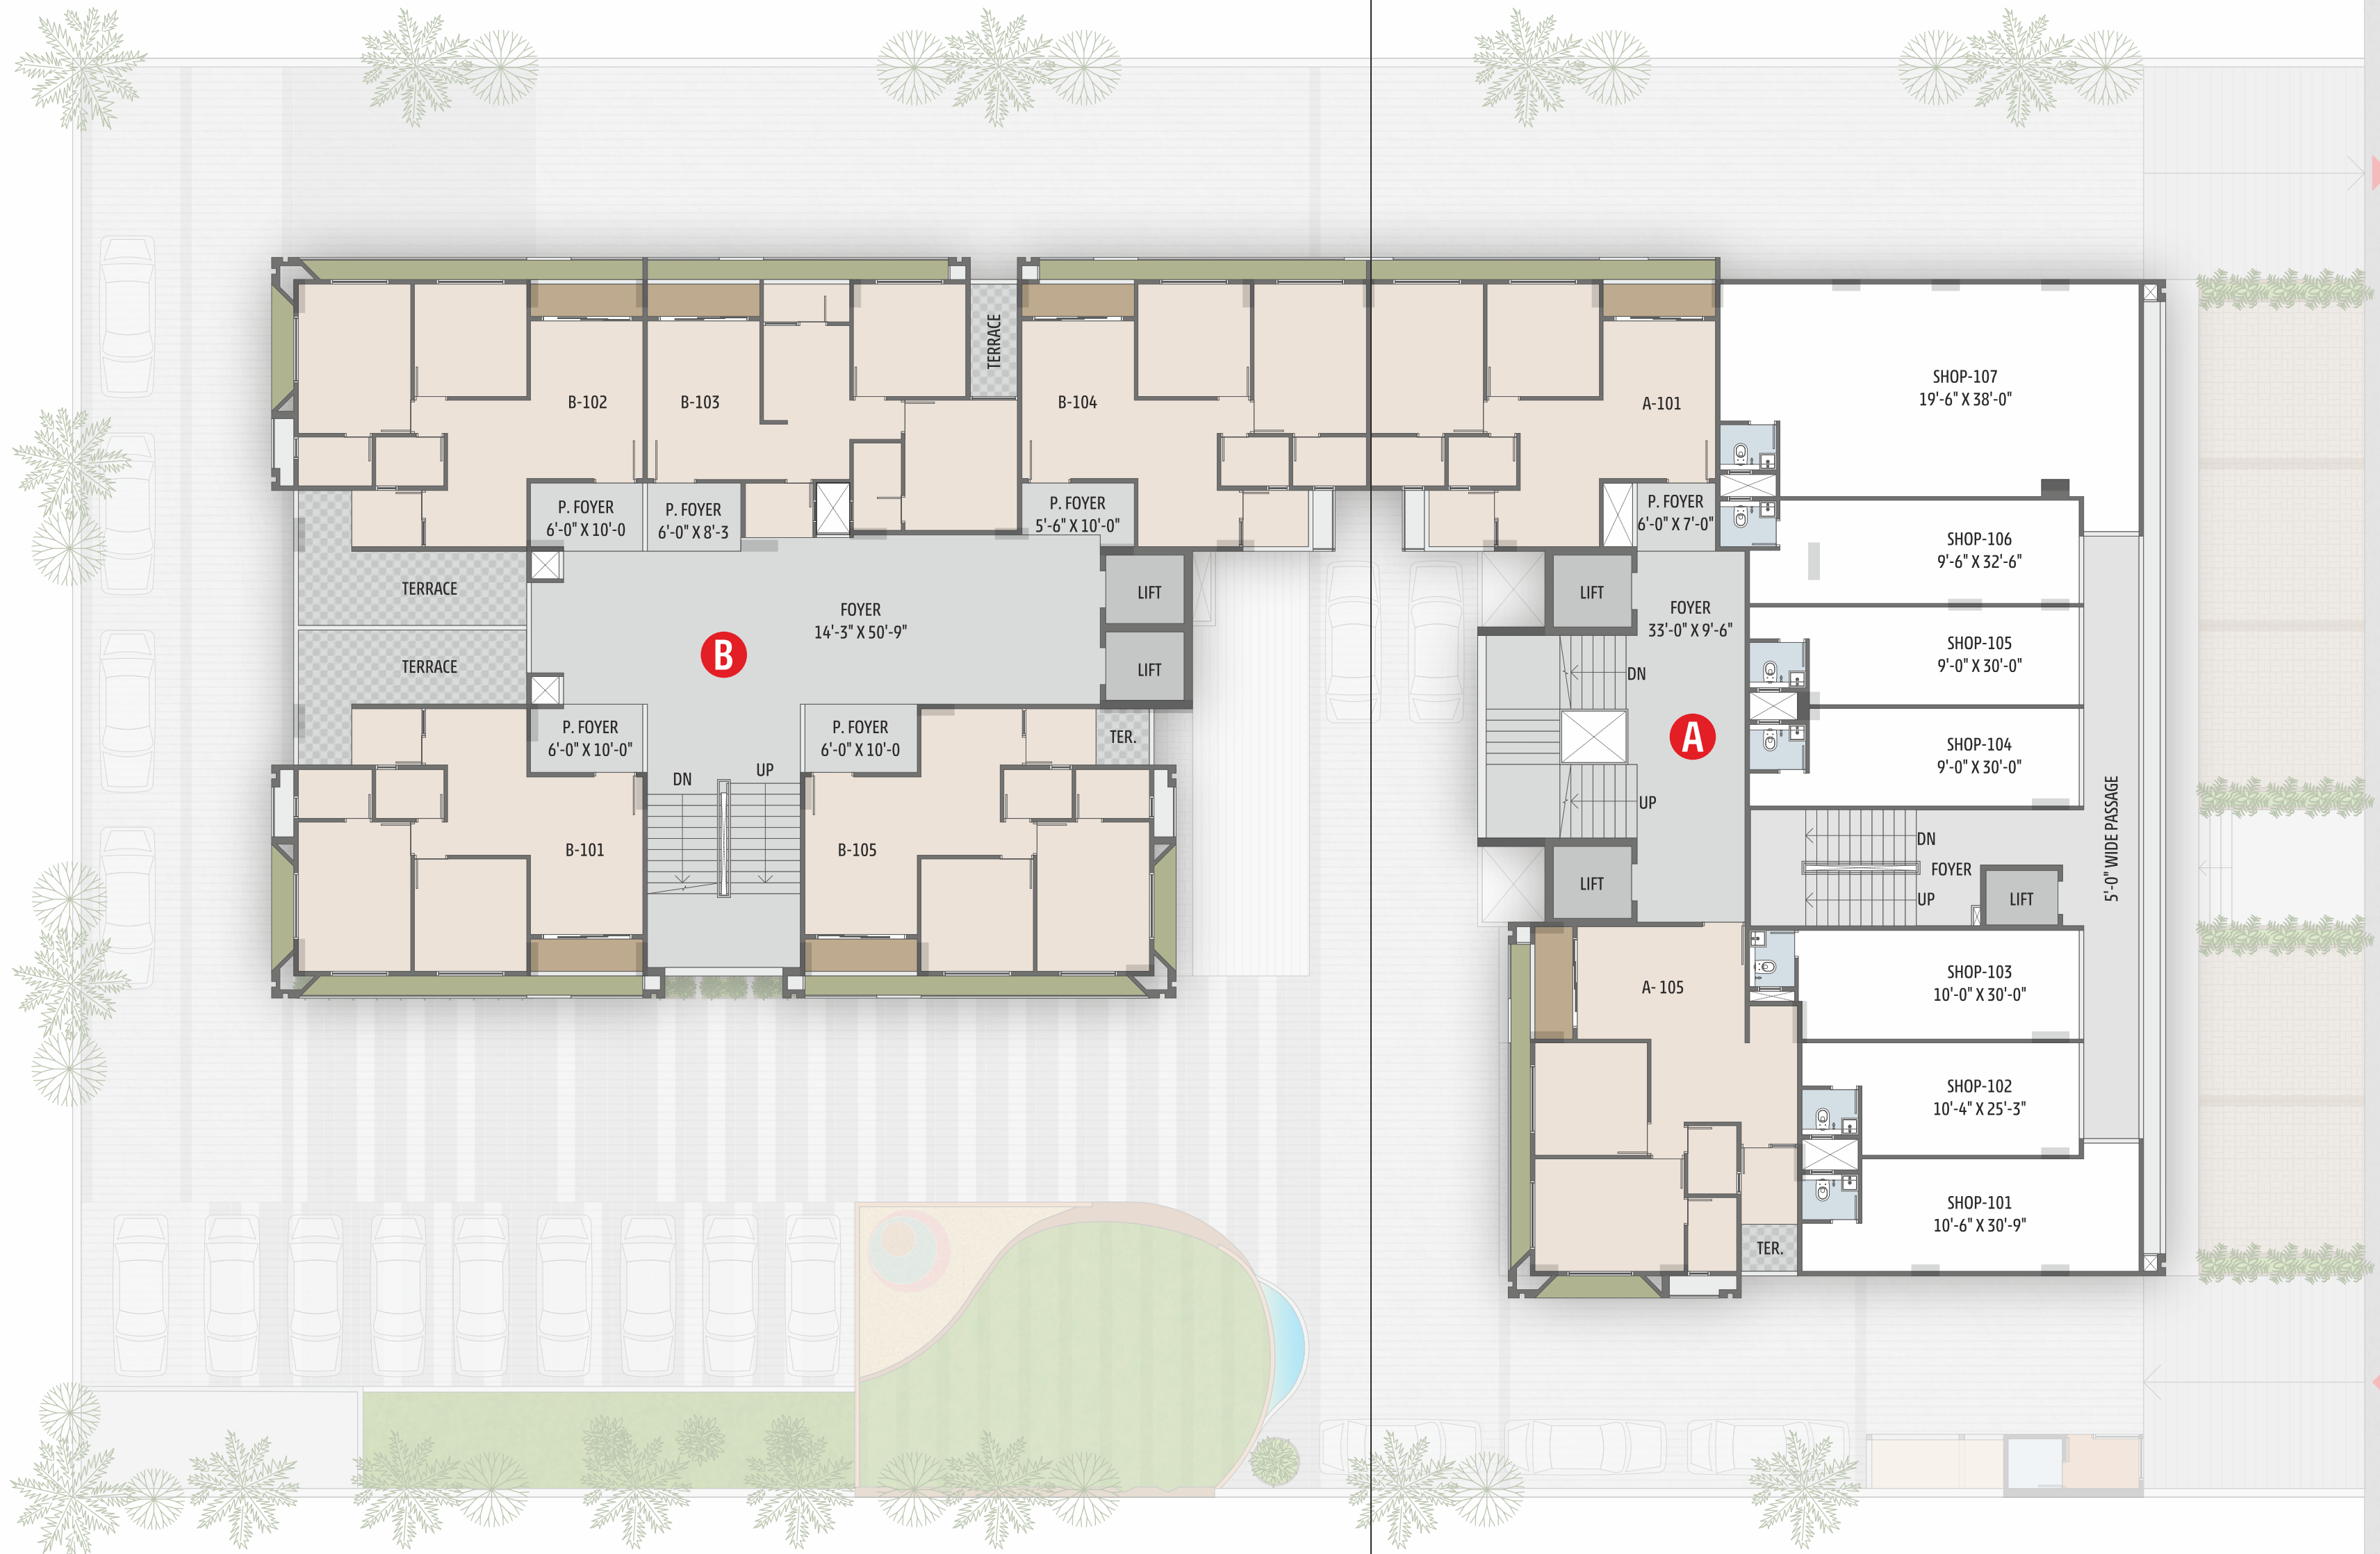 TERRACE
SHOP-107
19'-6" X 38'-0"
B-102
B-103
B-104
A-101
P. FOYER
6'-0" X 10'-0
P. FOYER
6'-0" X 8'-3
P. FOYER
5'-6" X 10'-0"
P. FOYER
6'-0" X 7'-0"
SHOP-106
9'-6" X 32'-6"
TERRACE
LIFT
LIFT
FOYER
14'-3" X 50'-9"
FOYER
33'-0" X 9'-6"
B
TERRACE
LIFT
DN
SHOP-105
9'-0" X 30'-0"
P. FOYER
6'-0" X 10'-0"
P. FOYER
6'-0" X 10'-0
TER.
A
SHOP-104
9'-0" X 30'-0"
DN
UP
UP
B-101
B-105
5'-0" WIDE PASSAGE
DN
FOYER
UP
LIFT
LIFT
A- 105
SHOP-103
10'-0" X 30'-0"
SHOP-102
10'-4" X 25'-3"
SHOP-101
10'-6" X 30'-9"
TER.